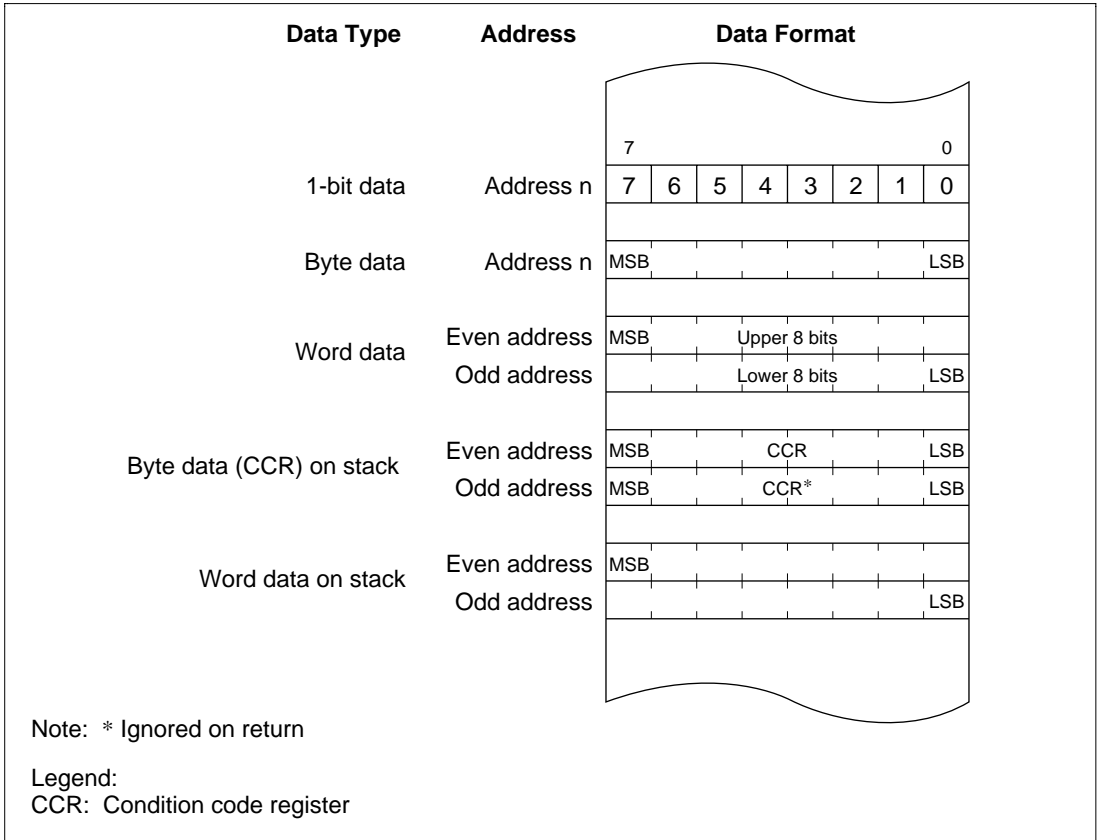 Data Type Address Data Format
7 0
1-bit data Address n 7 6 5 4 3 2 1 0
Byte data Address n MSB LSB
Word data
Even address MSB Upper 8 bits
Odd address Lower 8 bits LSB
Byte data (CCR) on stack
Even address MSB CCR LSB
Odd address MSB CCR* LSB
Word data on stack
Even address MSB
Odd address LSB
Note: * Ignored on return
Legend:
CCR: Condition code register